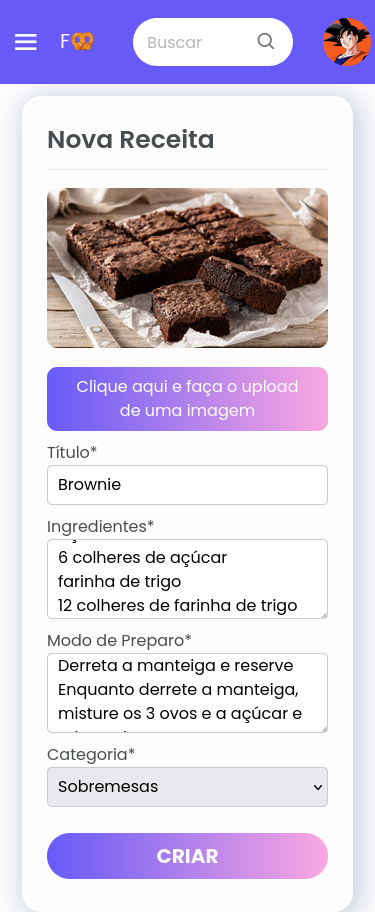 F🥨
Buscar
Nova Receita
Clique aqui e faça o upload
de uma imagem
Título*
Brownie
Ingredientes*
6 colheres de açúcar
farinha de trigo
12 colheres de farinha de trigo
Modo de Preparo*
Derreta a manteiga e reserve
Enquanto derrete a manteiga,
misture os 3 ovos e a açúcar e
Categoria*
Sobremesas
CRIAR